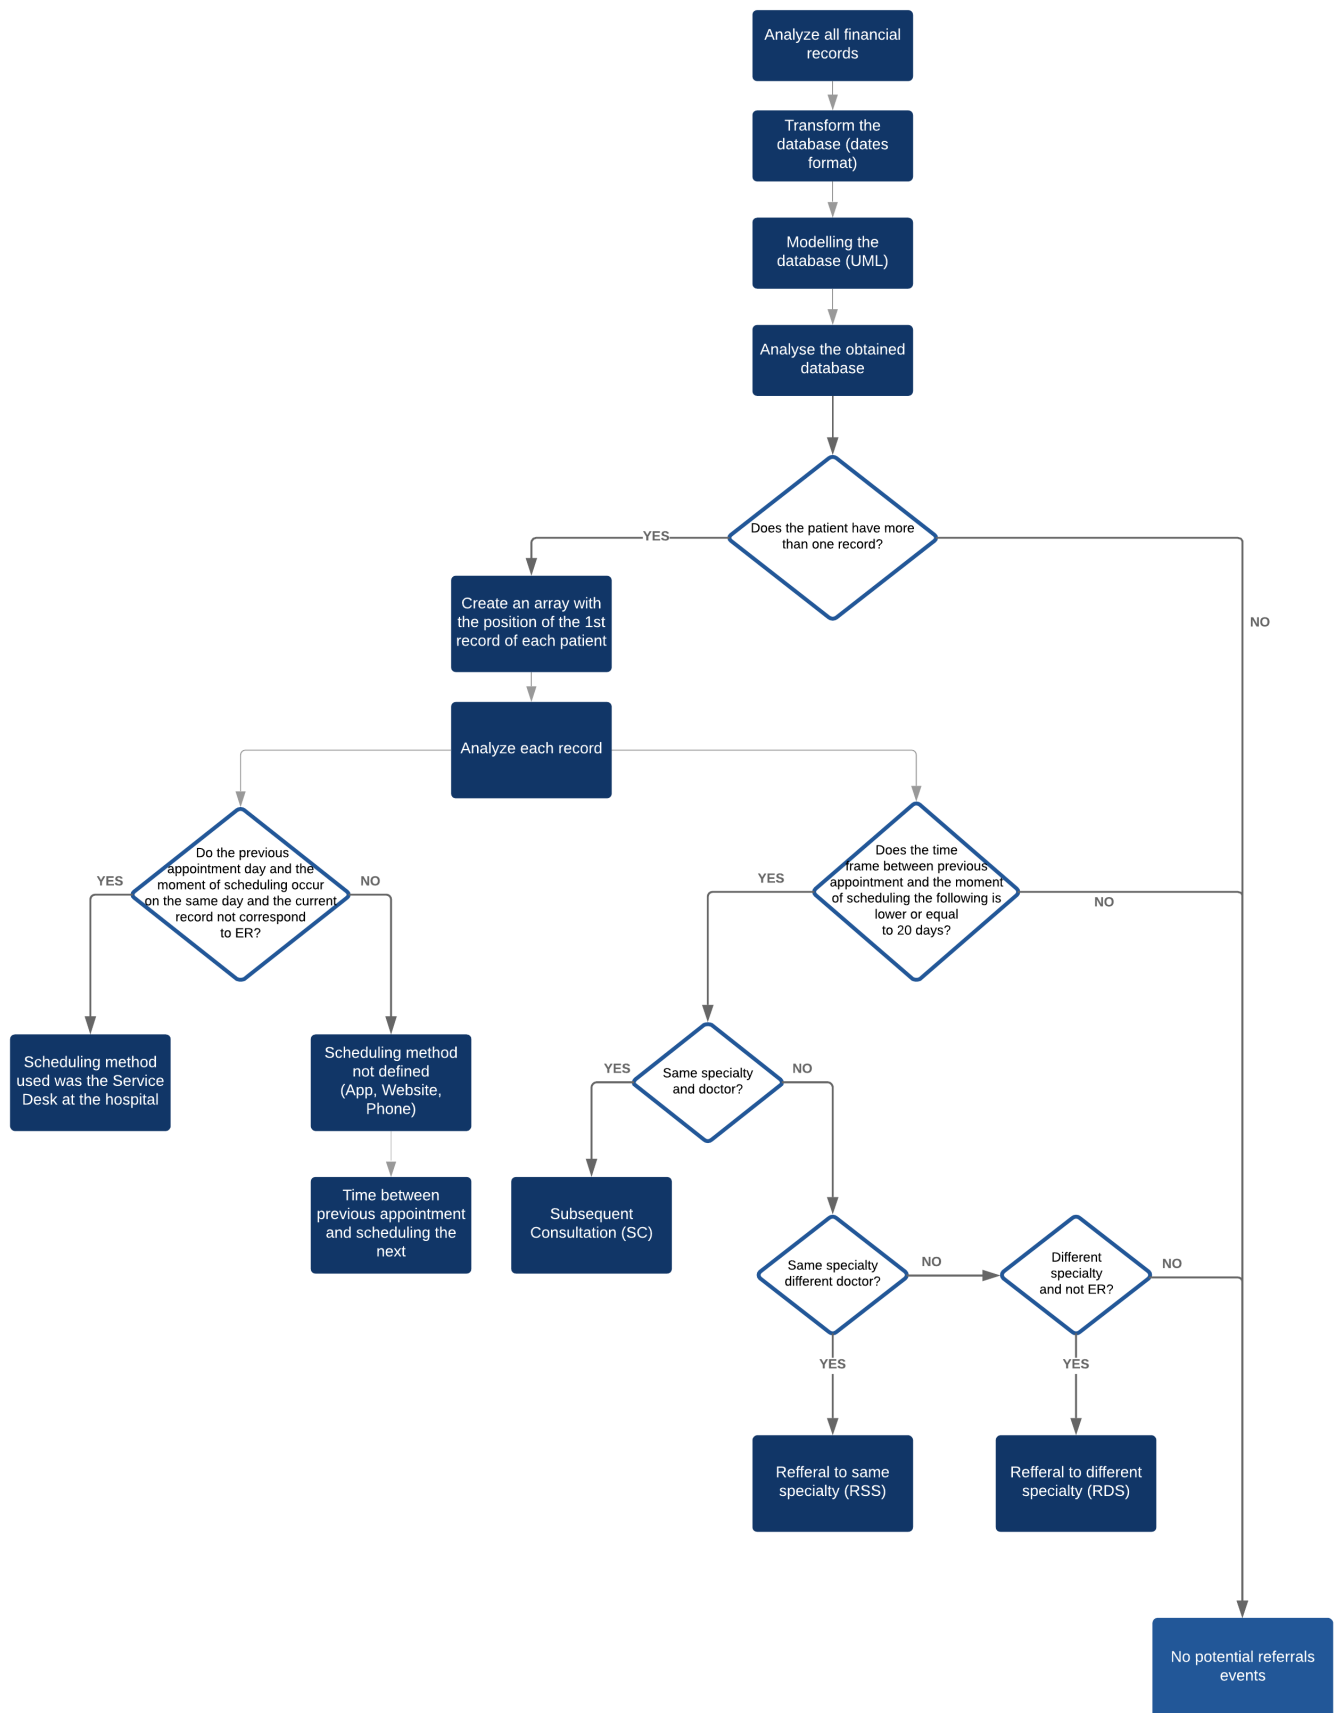 Analyze all financial
records
Transform the
database (dates
format)
Modelling the
database (UML)
Analyse the obtained
database
Does the patient have more
than one record?
YES
NO
Create an array with
the position of the 1st
record of each patient
Analyze each record
Do the previous
appointment day and the
moment of scheduling occur
on the same day and the current
record not correspond
to ER?
YES
NO
Does the time
frame between previous
appointment and the moment
of scheduling the following is
lower or equal
to 20 days?
YES
NO
Scheduling method
used was the Service
Desk at the hospital
Scheduling method
not defined
(App, Website,
Phone)
Time between
previous appointment
and scheduling the
next
Same specialty
and doctor?
YES
NO
Subsequent
Consultation (SC)
Same specialty
different doctor?
NO
YES
Different
specialty
and not ER?
NO
YES
Refferal to same
specialty (RSS)
Refferal to different
specialty (RDS)
No potential referrals
events